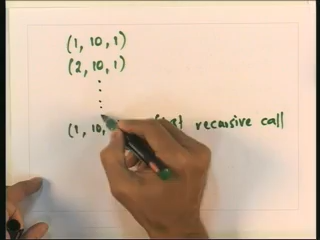 (1, 10, 1)
(2, 10, 1)
(1, 10, recursive call